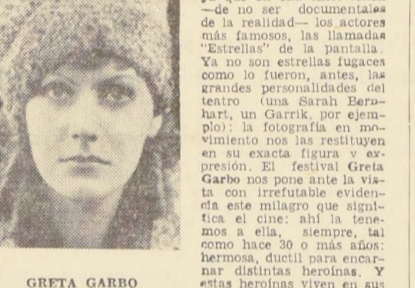 —de no ser documentales
de la realidad— los actores
más famosos, las llamadas
"Estrellas" de la pantalla.
Ya no son estrellas fugaces
como lo fueron, antes, las
grandes personalidades del
teatro (una Sarah Bern-
hart, un Garrik, por ejem-
plo): la fotografía en mo-
vimiento nos las restituyen
en su exacta figura y ex-
presión. El festival Greta
Garbo nos pone ante la vis-
ta con irrefutable eviden-
cia este milagro que signi-
fica el cine: ahí la tene-
mos a ella, siempre, tal
como hace 30 o más años:
hermosa, ductil para encar-
nar distintas heroínas. Y
estas heroínas viven en sus
GRETA GARBO